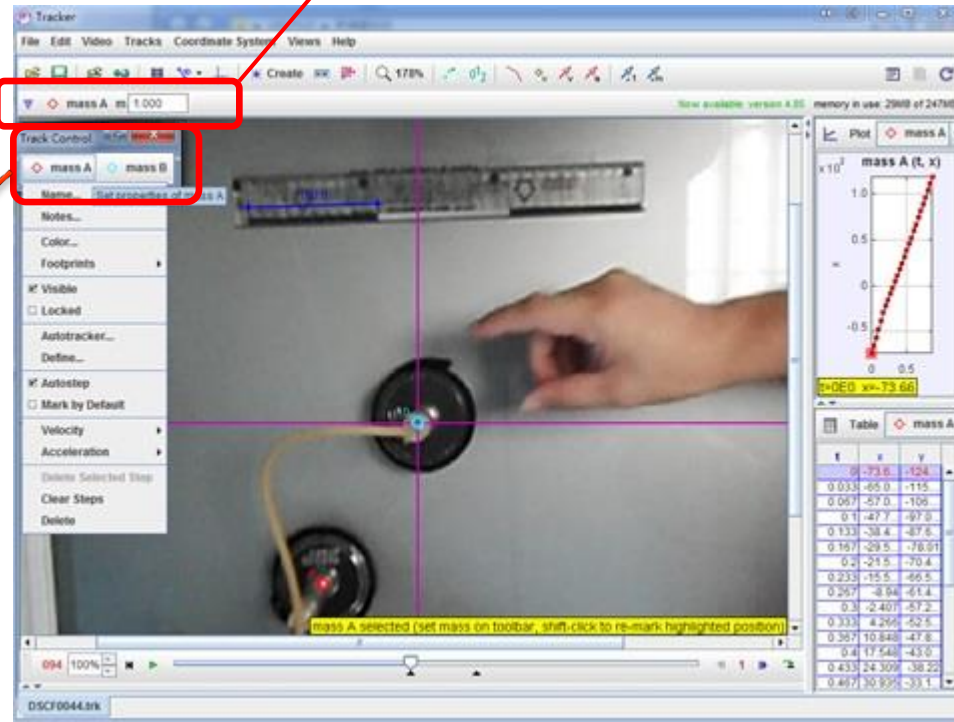 Tracker
File Edit Video Tracks Coordinate System Views Help
Create 178%
mass A m 1.000
Now available: version 4.85 memory in use: 29MB of 247MB
Track Control
mass A mass B
Name... Set properties of mass A
Notes...
Color...
Footprints
Visible
Locked
Autotracker...
Define...
Autostep
Mark by Default
Velocity
Acceleration
Delete Selected Step
Clear Steps
Delete
Plot mass A
x10² mass A (t, x)
1.0
0.5
x
0
-0.5
0 0.5
t=0E0 x=-73.66
Table mass A
t x y
0 -73.6... -124...
0.033 -65.0... -115...
0.067 -57.0... -106...
0.1 -47.7... -97.0...
0.133 -38.4... -87.6...
0.167 -29.5... -78.01
0.2 -21.5... -70.4...
0.233 -15.5... -66.5...
0.267 -8.94 -61.4...
0.3 -2.407 -57.2...
0.333 4.266 -52.5...
0.367 10.848 -47.8...
0.4 17.548 -43.0...
0.433 24.309 -38.22
0.467 30.935 -33.1...
mass A selected (set mass on toolbar, shift-click to re-mark highlighted position)
094 100% 1
DSCF0044.trk